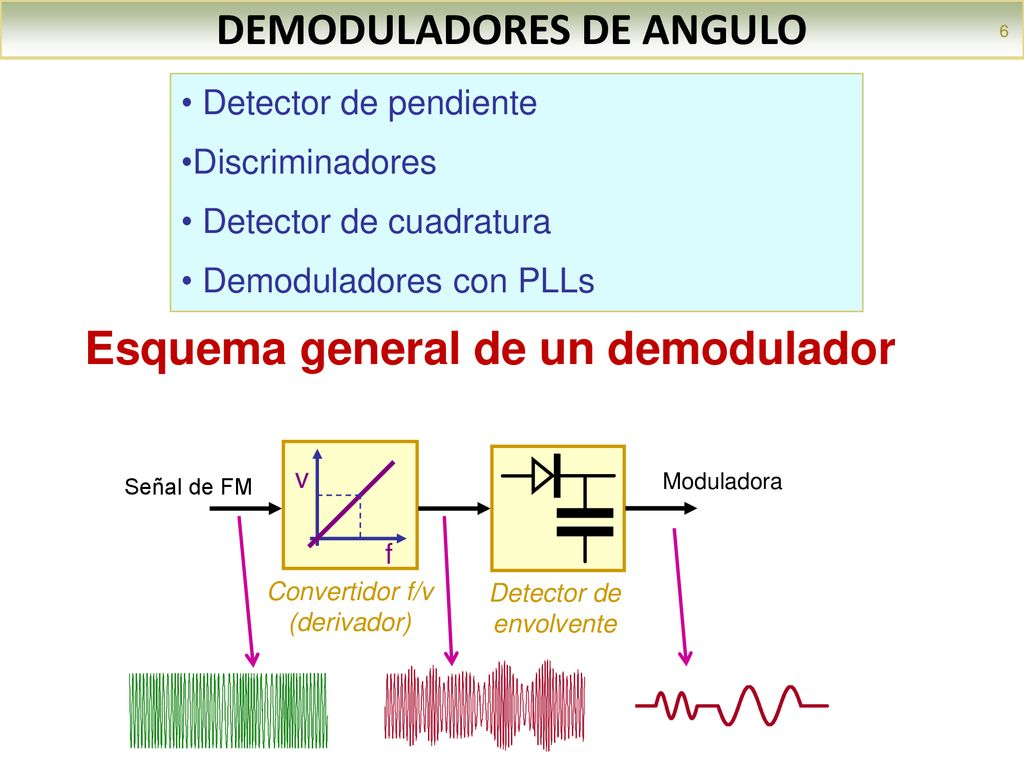 DEMODULADORES DE ANGULO
6
• Detector de pendiente
•Discriminadores
• Detector de cuadratura
• Demoduladores con PLLs
Esquema general de un demodulador
Señal de FM
v
f
Moduladora
Convertidor f/v
(derivador)
Detector de
envolvente